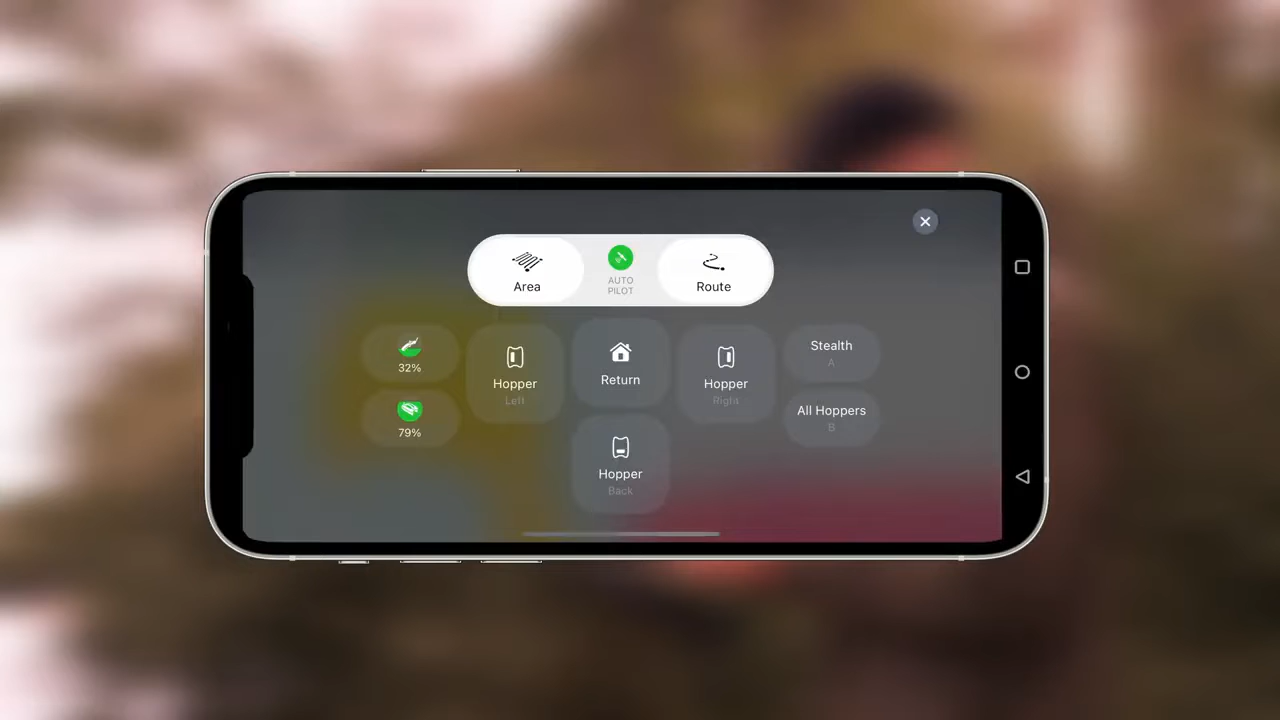 Area
AUTO
PILOT
Route
32%
Hopper
Left
Return
Hopper
Right
Stealth
A
79%
All Hoppers
B
Hopper
Back